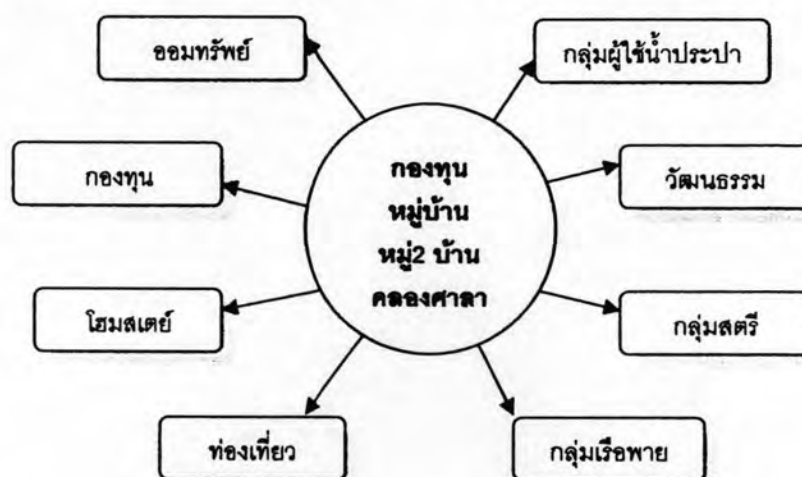 ออมทรัพย์
กลุ่มผู้ใช้น้ำประปา
กองทุน
วัฒนธรรม
กองทุน
หมู่บ้าน
หมู่2 บ้าน
คลองศาลา
โฮมสเตย์
กลุ่มสตรี
ท่องเที่ยว
กลุ่มเรือพาย